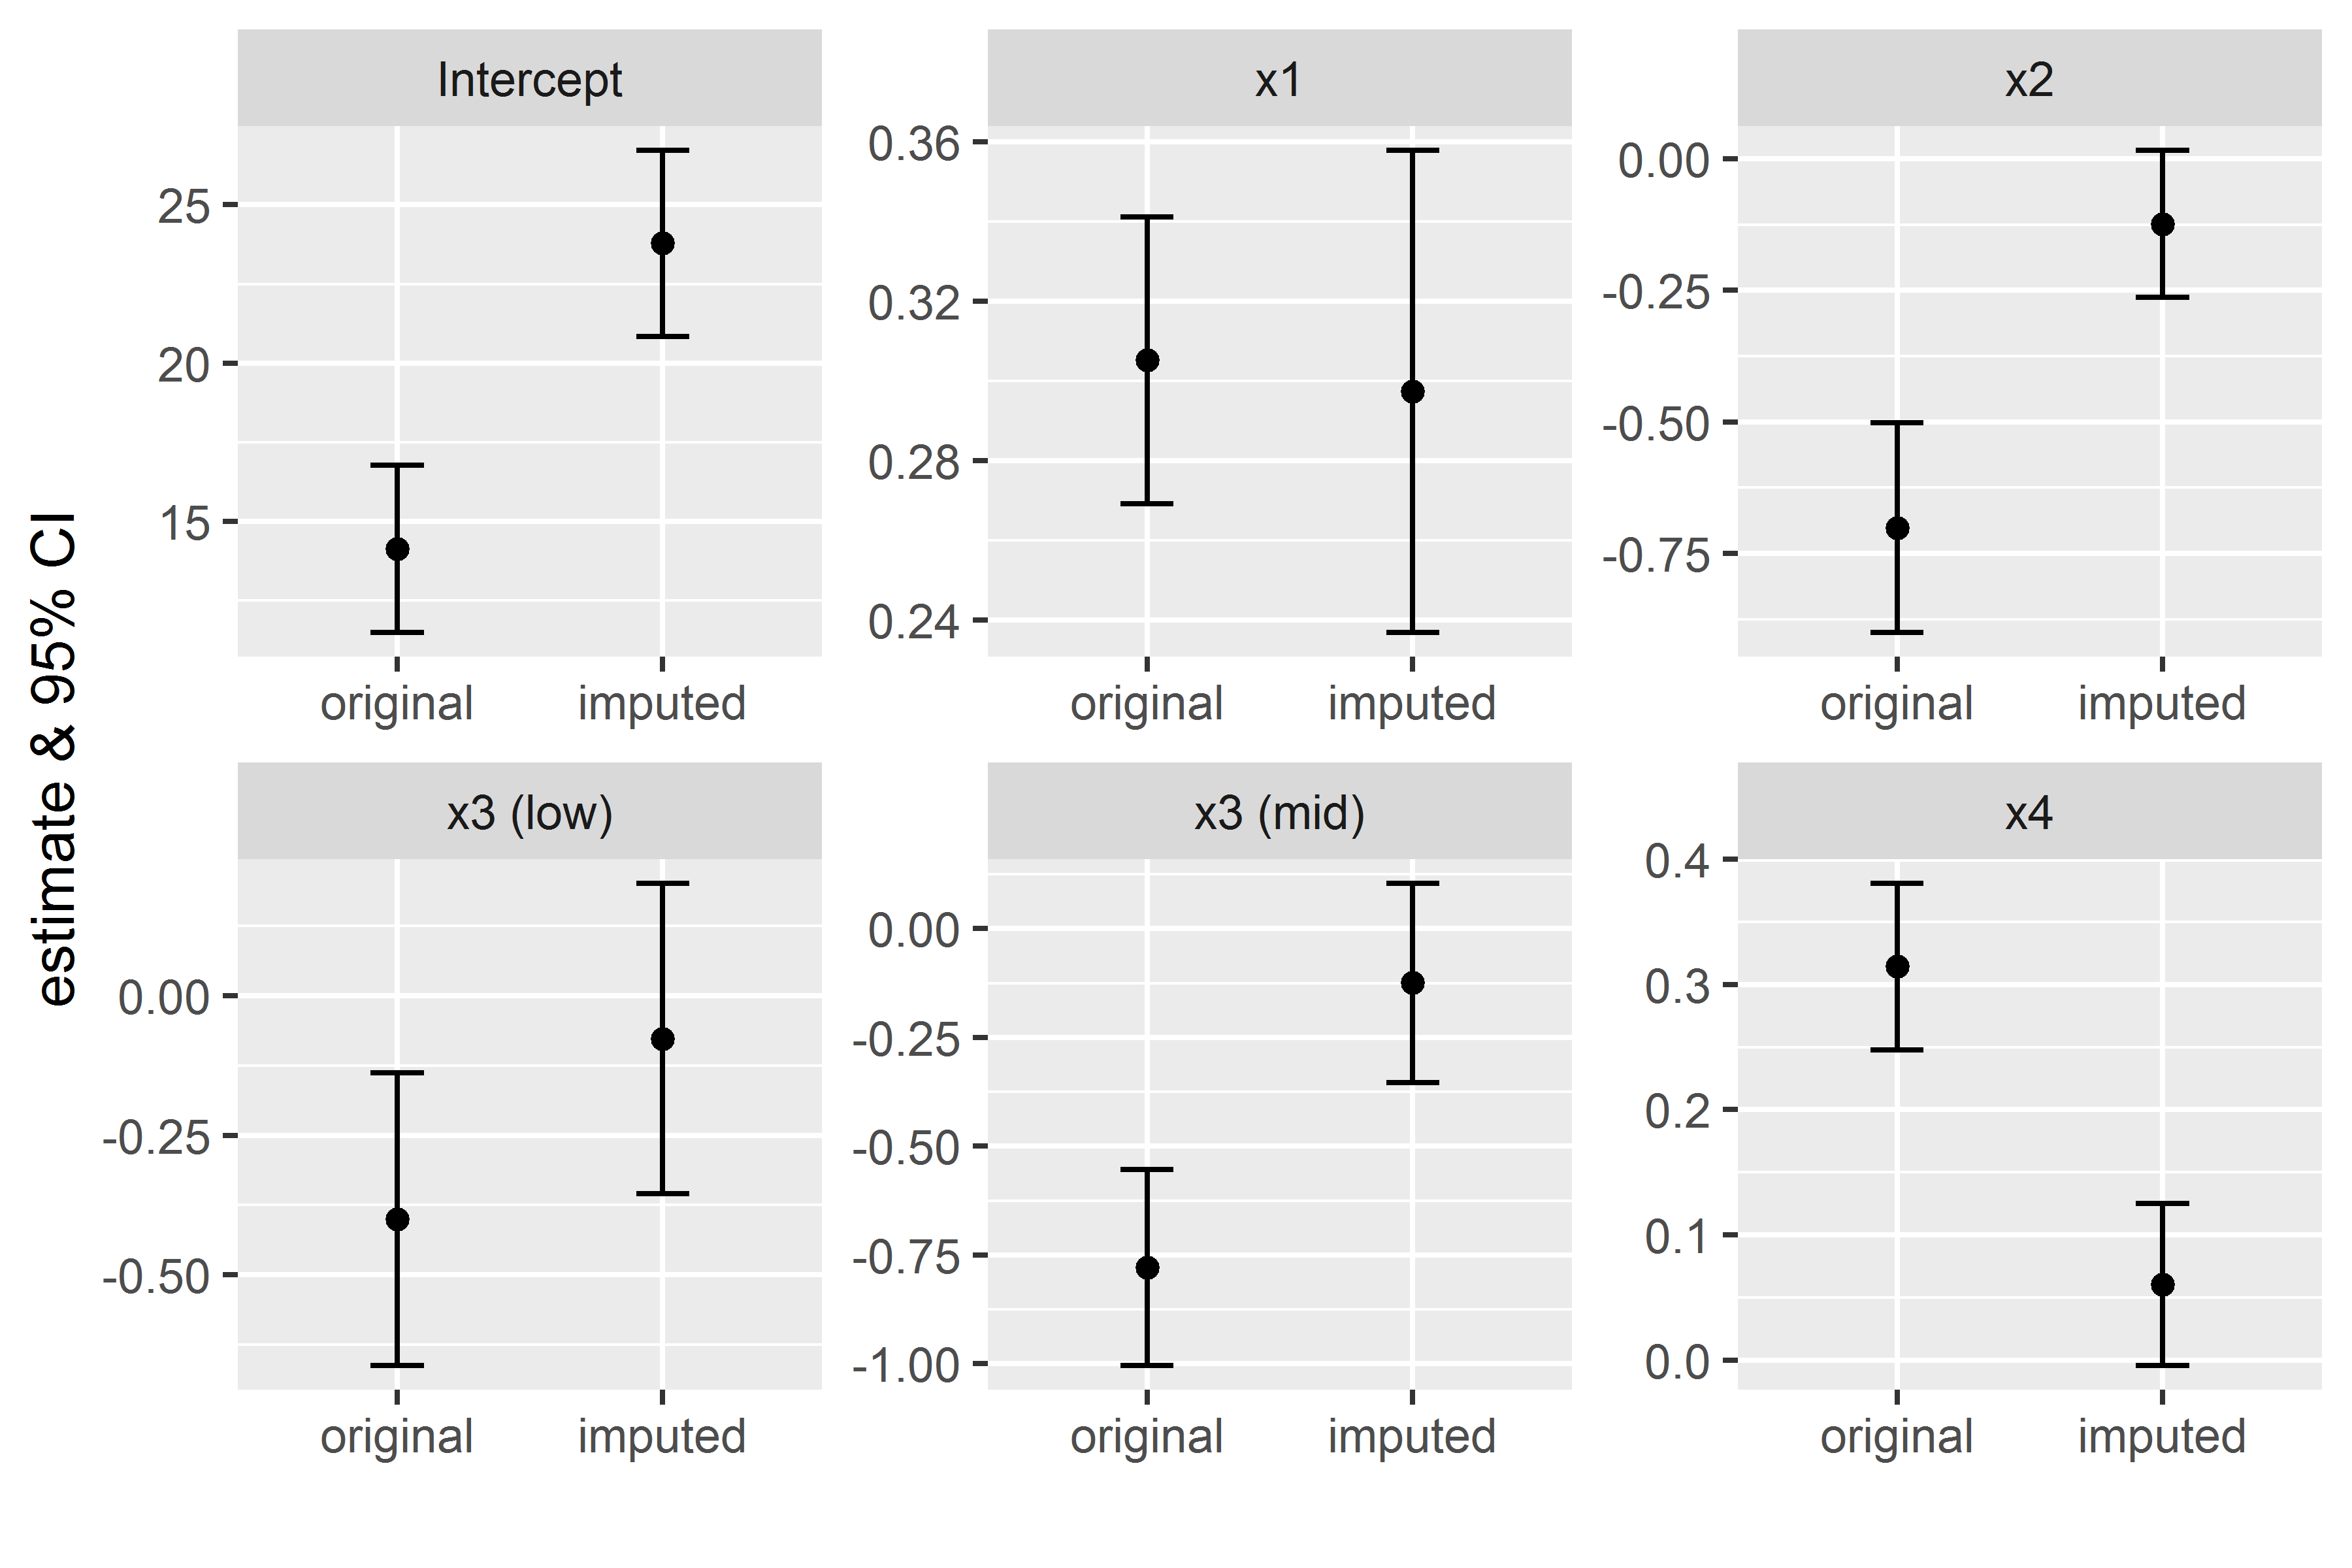 estimate & 95% CI
Intercept
25
20
15
original imputed
x1
0.36
0.32
0.28
0.24
original imputed
x2
0.00
-0.25
-0.50
-0.75
original imputed
x3 (low)
0.00
-0.25
-0.50
original imputed
x3 (mid)
0.00
-0.25
-0.50
-0.75
-1.00
original imputed
x4
0.4
0.3
0.2
0.1
0.0
original imputed